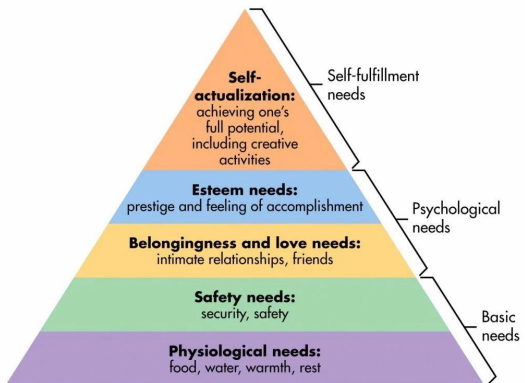 Self-
actualization:
achieving one's
full potential,
including creative
activities
Self-fulfillment
needs
Esteem needs:
prestige and feeling of accomplishment
Belongingness and love needs:
intimate relationships, friends
Psychological
needs
Safety needs:
security, safety
Physiological needs:
food, water, warmth, rest
Basic
needs